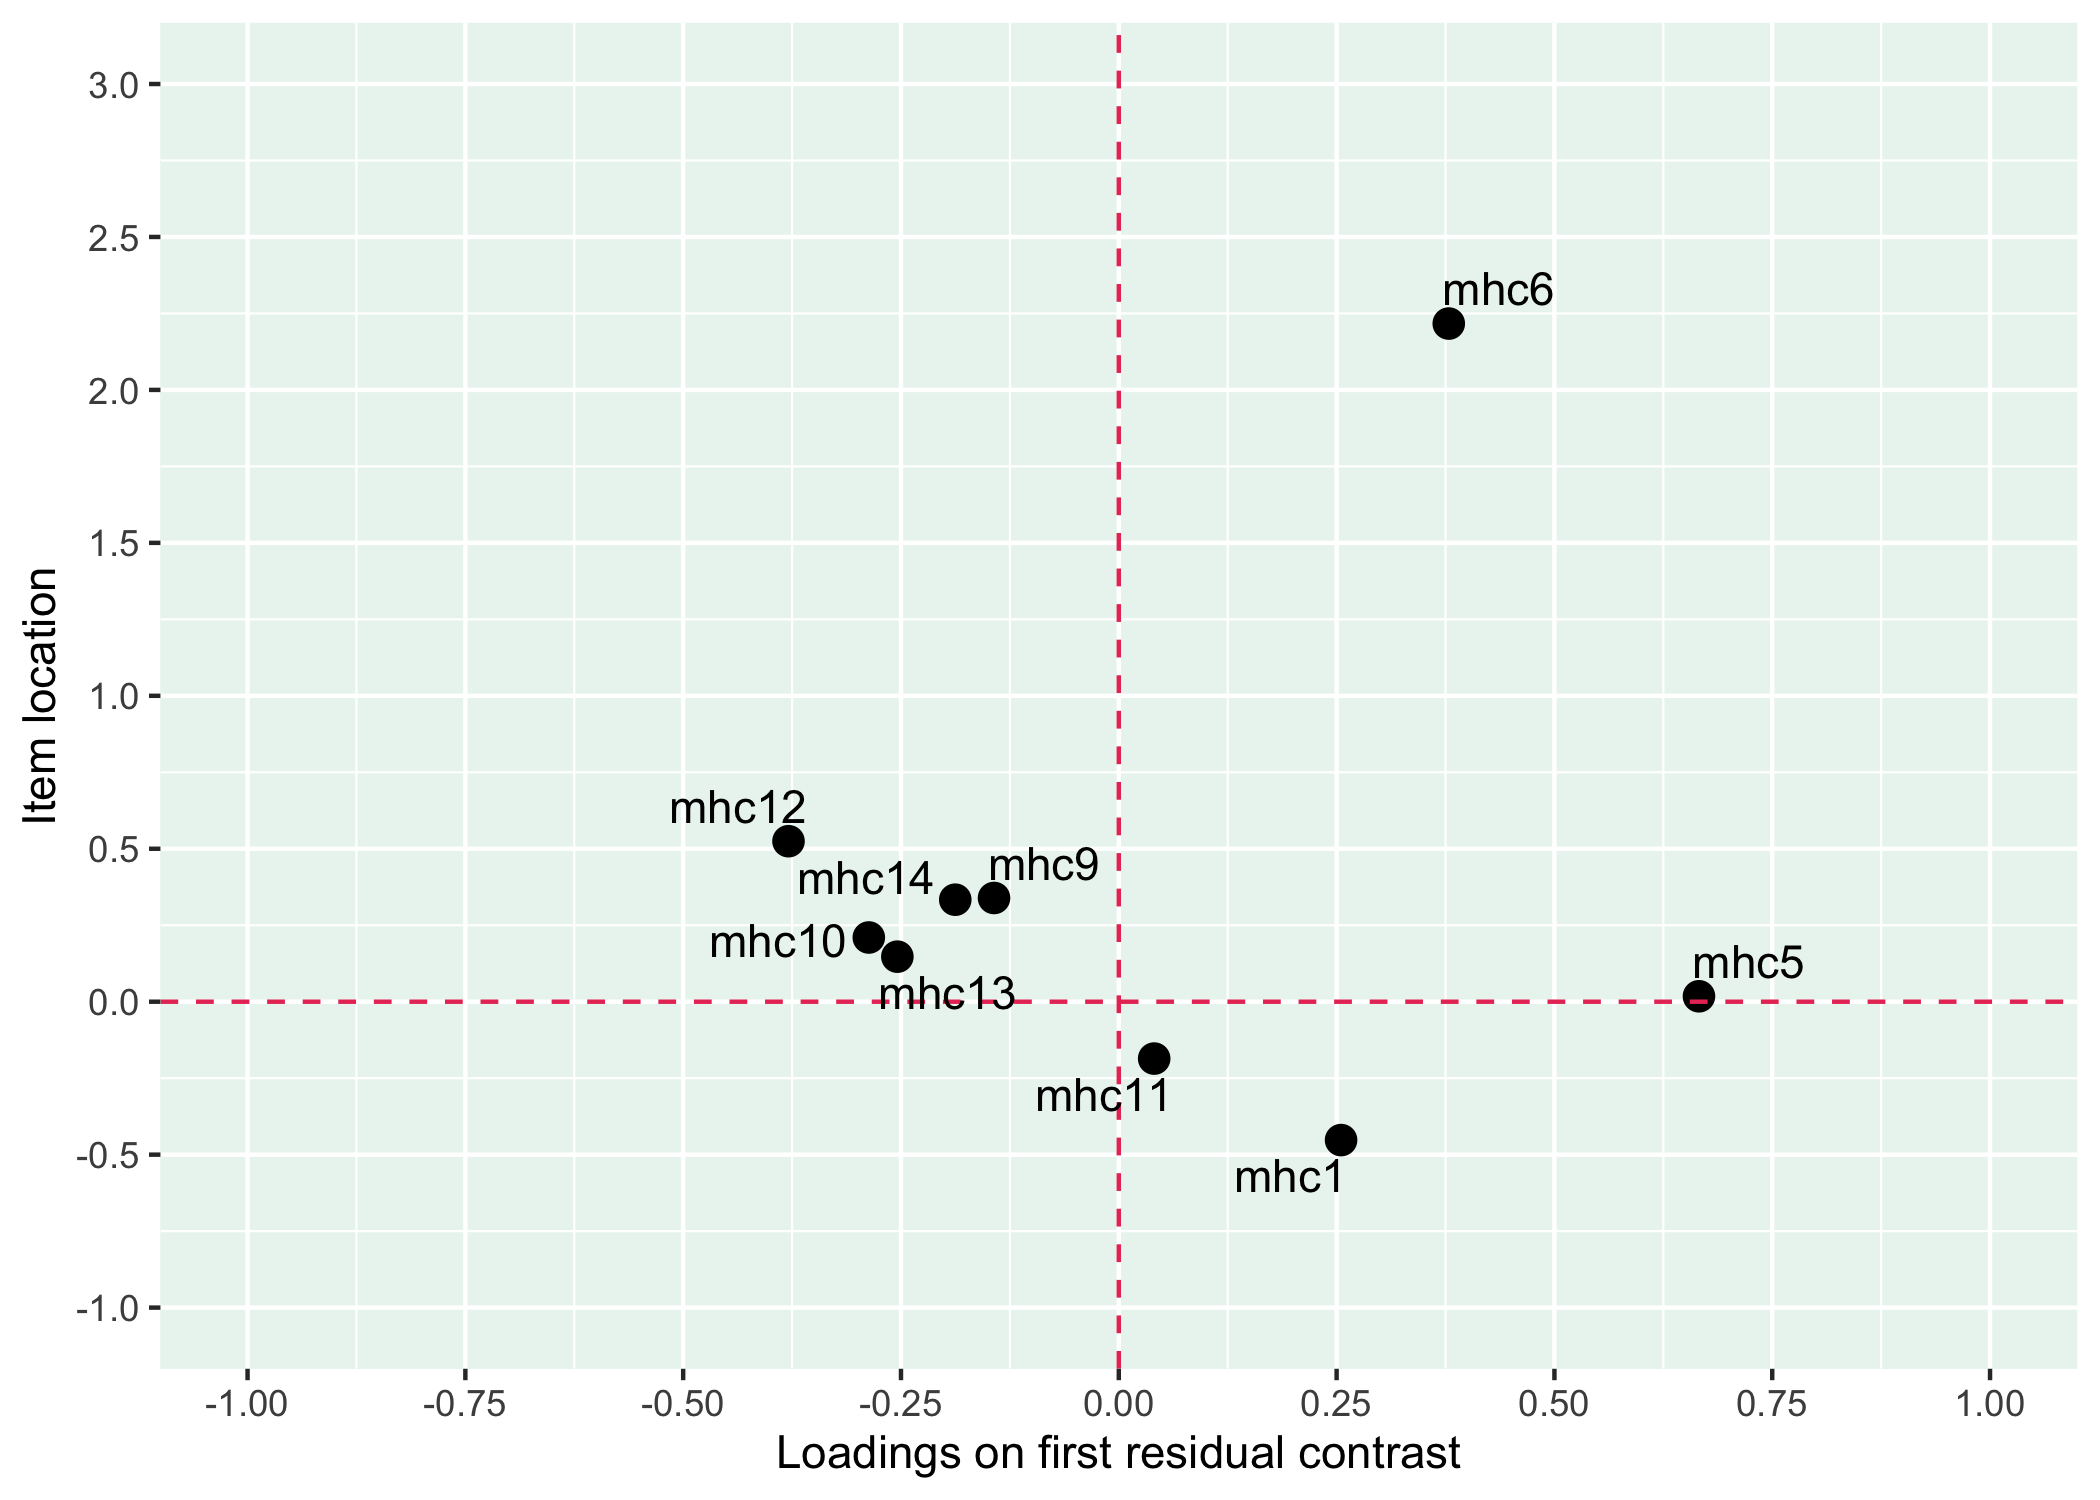 3.0
2.5
2.0
1.5
1.0
0.5
0.0
-0.5
-1.0
Item location
mhc6
mhc12
mhc14
mhc9
mhc10
mhc13
mhc5
mhc11
mhc1
-1.00 -0.75 -0.50 -0.25 0.00 0.25 0.50 0.75 1.00
Loadings on first residual contrast